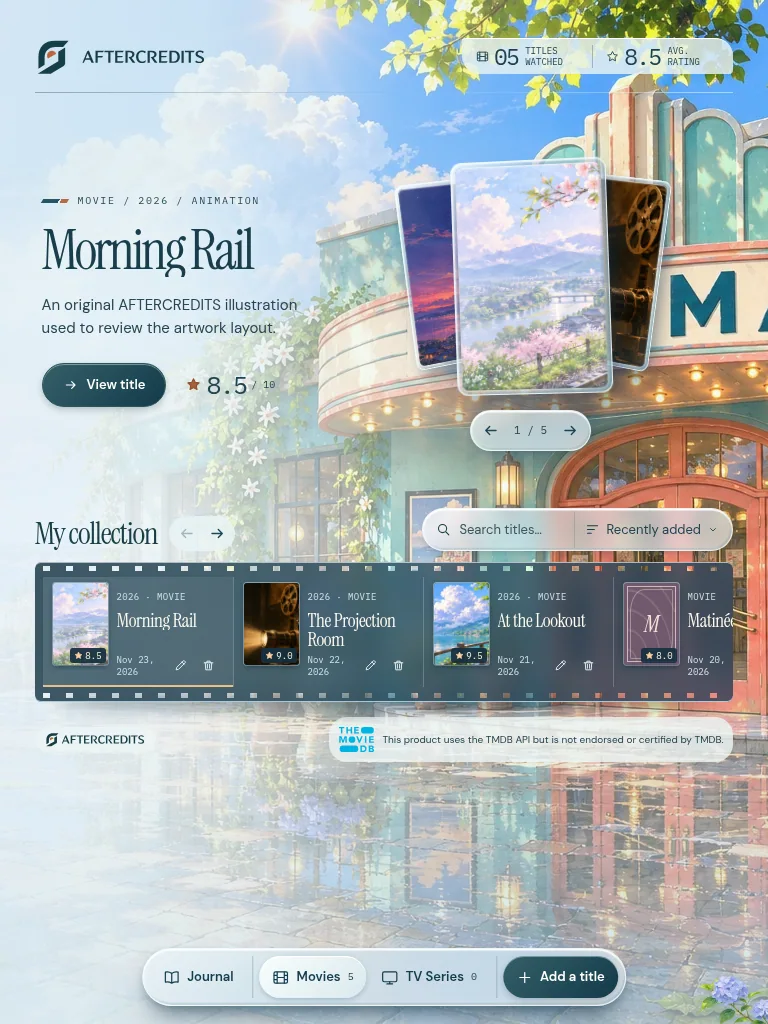 AFTERCREDITS
05 TITLES WATCHED
8.5 AVG. RATING
MOVIE / 2026 / ANIMATION
Morning Rail
An original AFTERCREDITS illustration
used to review the artwork layout.
View title
8.5 / 10
MA
1 / 5
My collection
Search titles...
Recently added
2026 · MOVIE
Morning Rail
8.5
Nov 23,
2026
2026 · MOVIE
The Projection
Room
9.0
Nov 22,
2026
2026 · MOVIE
At the Lookout
9.5
Nov 21,
2026
MOVIE
Matinée
M
8.0
Nov 20,
2026
AFTERCREDITS
THE
MOVIE
DB
This product uses the TMDB API but is not endorsed or certified by TMDB.
Journal
Movies 5
TV Series 0
Add a title